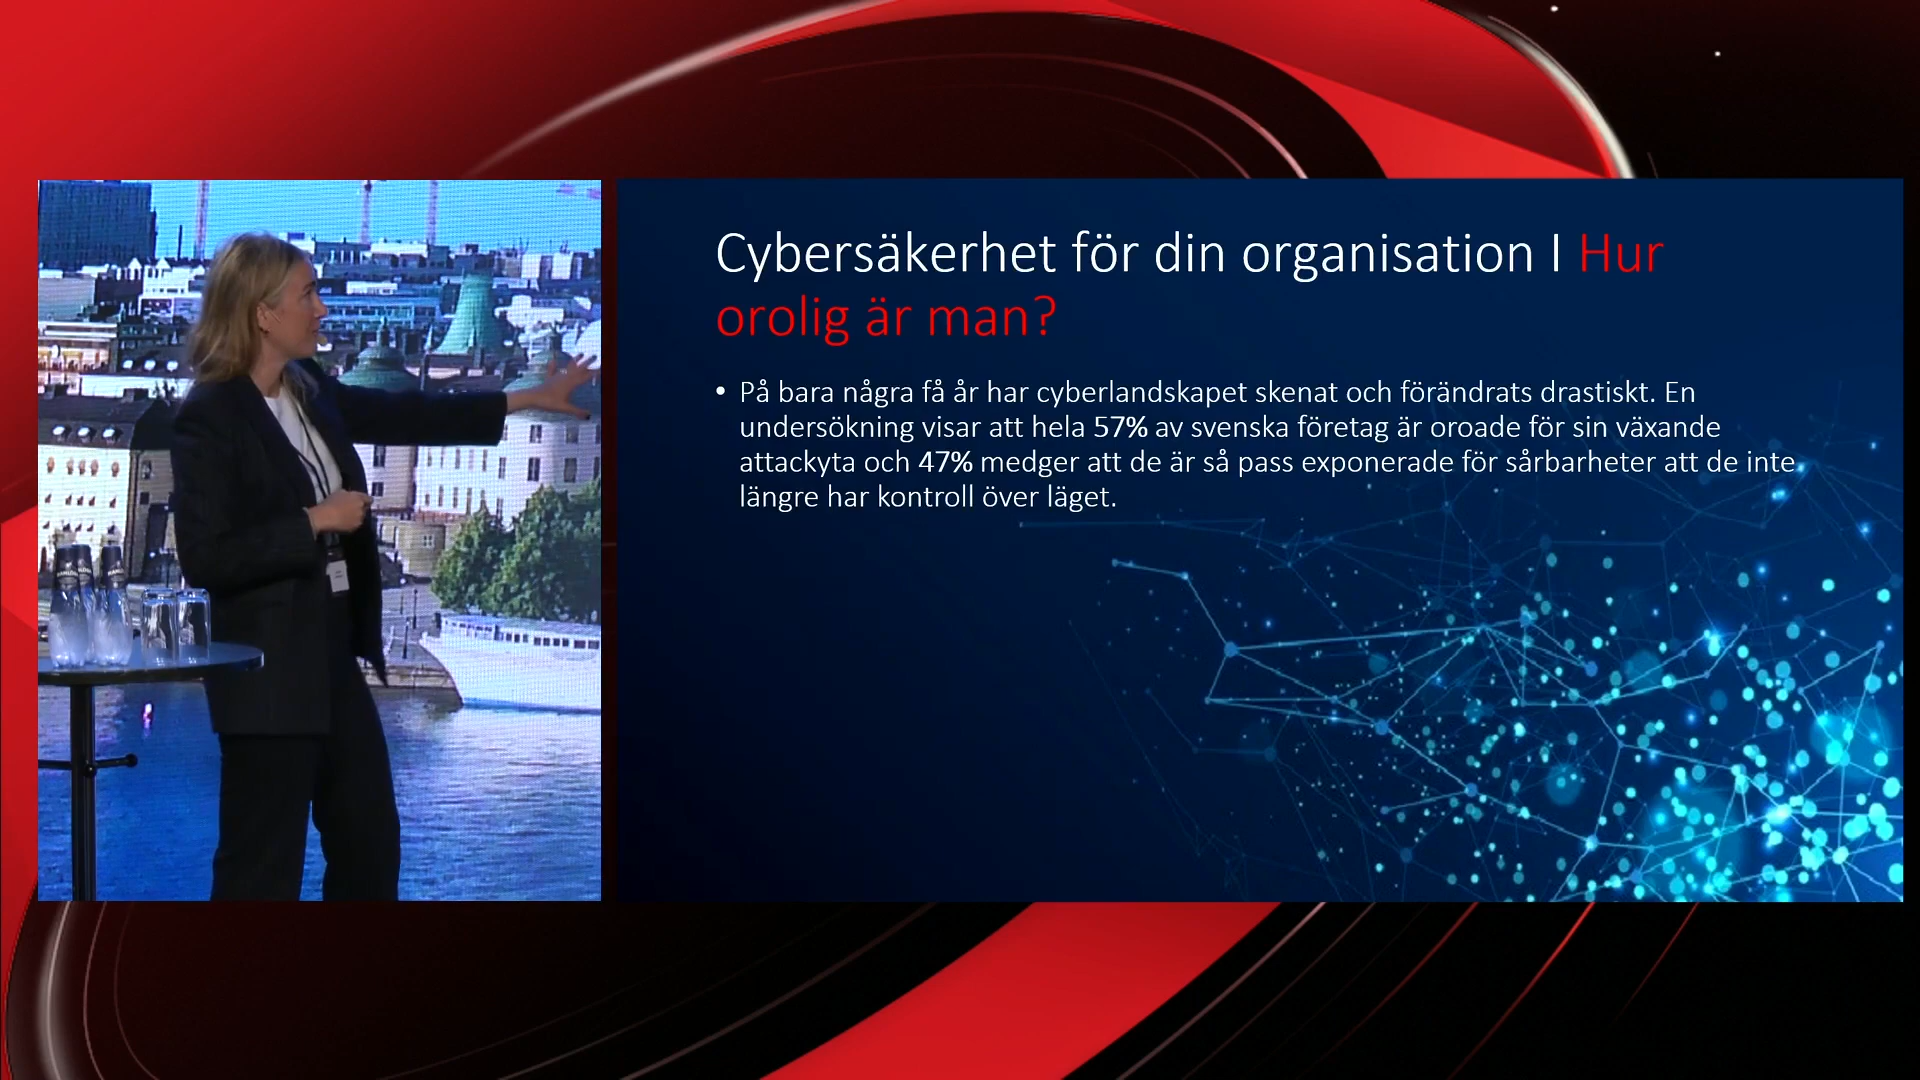 Cybersäkerhet för din organisation I Hur
orolig är man?
• På bara några få år har cyberlandskapet skenat och förändrats drastiskt. En
undersökning visar att hela 57% av svenska företag är oroade för sin växande
attackyta och 47% medger att de är så pass exponerade för sårbarheter att de inte
längre har kontroll över läget.